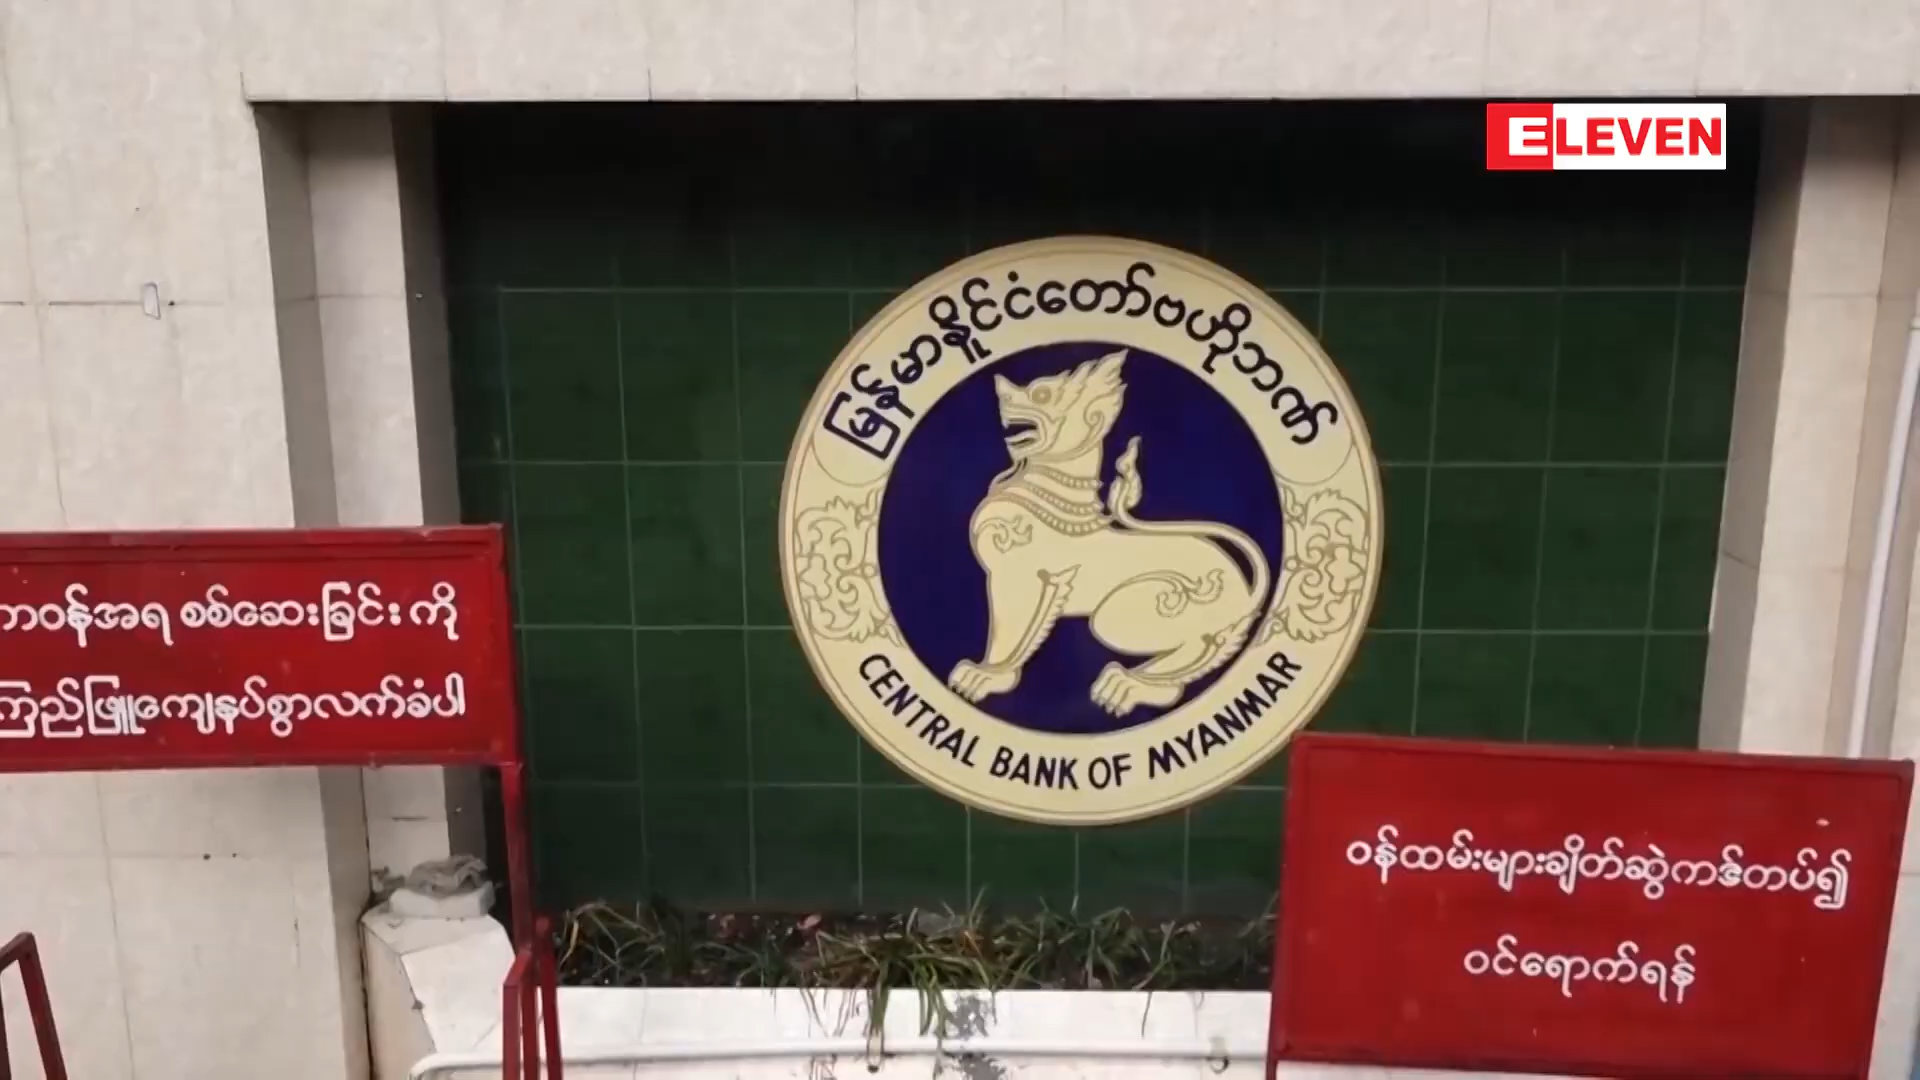 ELEVEN
မြန်မာနိုင်ငံတော်ဗဟိုဘဏ်
CENTRAL BANK OF MYANMAR
တာဝန်အရ စစ်ဆေးခြင်း ကို
ကြည်ဖြူကျေနပ်စွာလက်ခံပါ
ဝန်ထမ်းများချိတ်ဆွဲကဒ်တပ်၍
ဝင်ရောက်ရန်